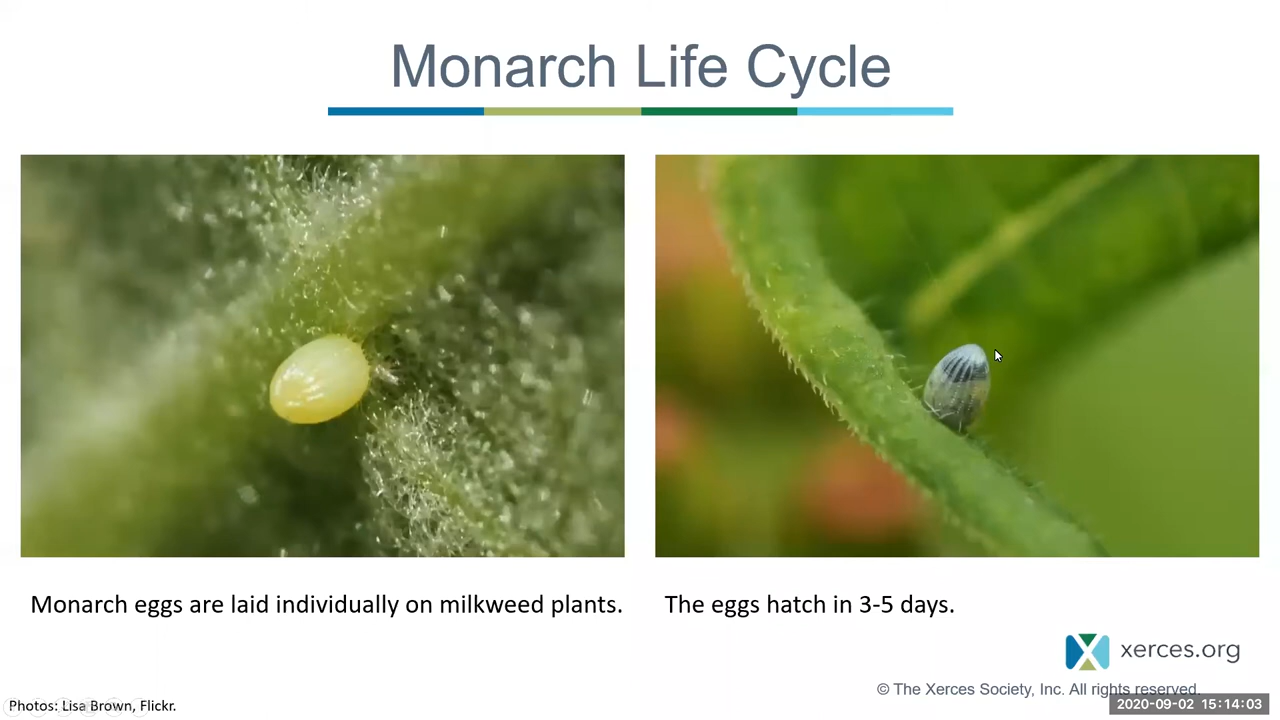 Monarch Life Cycle
Monarch eggs are laid individually on milkweed plants.
The eggs hatch in 3-5 days.
xerces.org
© The Xerces Society, Inc. All rights reserved.
Photos: Lisa Brown, Flickr.
2020-09-02 15:14:03